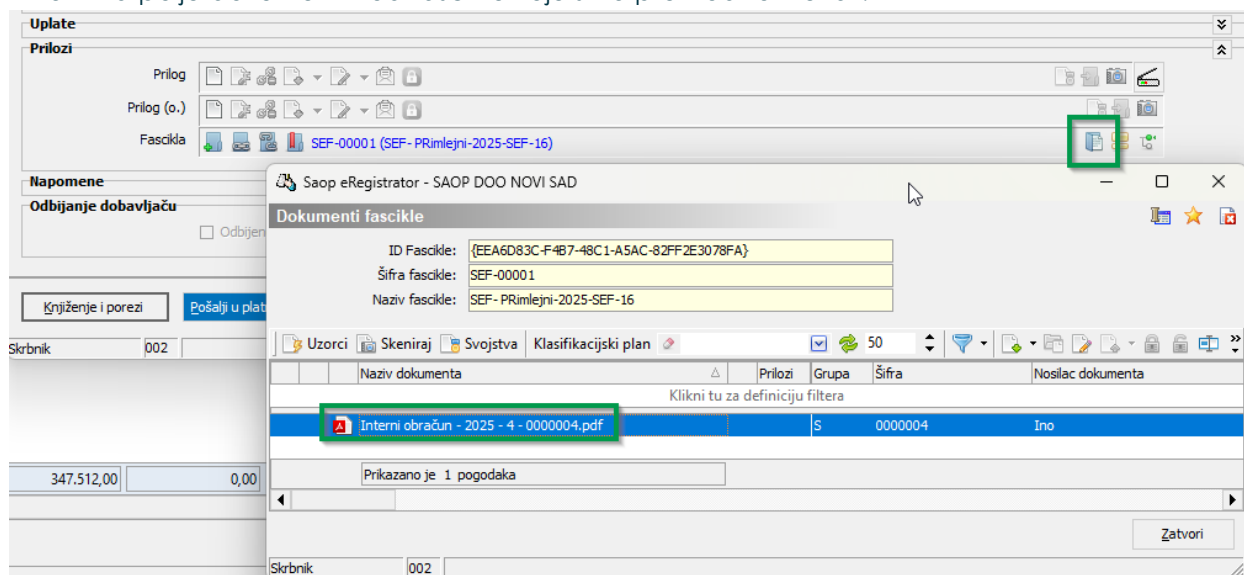 Uplate
Prilozi
Prilog
Prilog (o.)
Fascikla SEF-00001 (SEF- PRimlejni-2025-SEF-16)
Napomene
Odbijanje dobavljaču
Odbijen
Knjiženje i porezi Pošalji u plat
Skrbnik 002
347.512,00 0,00
Saop eRegistrator - SAOP DOO NOVI SAD
Dokumenti fascikle
ID Fascikle: {EEA6D83C-F4B7-48C1-A5AC-82FF2E3078FA}
Šifra fascikle: SEF-00001
Naziv fascikle: SEF- PRimlejni-2025-SEF-16
Uzorci Skeniraj Svojstva Klasifikacijski plan 50
Naziv dokumenta Prilozi Grupa Šifra Nosilac dokumenta
Klikni tu za definiciju filtera
Interni obračun - 2025 - 4 - 0000004.pdf S 0000004 Ino
Prikazano je 1 pogodaka
Zatvori
Skrbnik 002